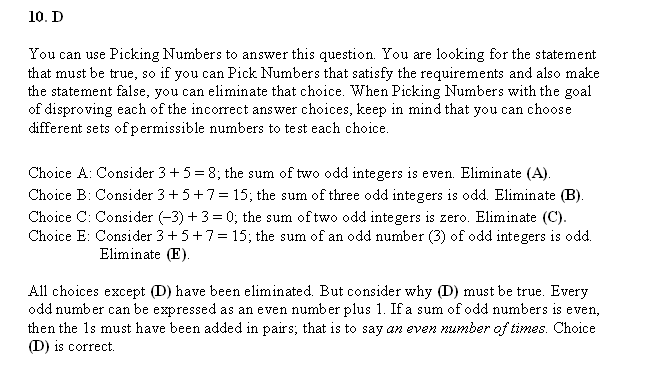 10. D
You can use Picking Numbers to answer this question. You are looking for the statement
that must be true, so if you can Pick Numbers that satisfy the requirements and also make
the statement false, you can eliminate that choice. When Picking Numbers with the goal
of disproving each of the incorrect answer choices, keep in mind that you can choose
different sets of permissible numbers to test each choice.
Choice A: Consider 3 + 5 = 8; the sum of two odd integers is even. Eliminate (A).
Choice B: Consider 3 + 5 + 7 = 15; the sum of three odd integers is odd. Eliminate (B).
Choice C: Consider (–3) + 3 = 0; the sum of two odd integers is zero. Eliminate (C).
Choice E: Consider 3 + 5 + 7 = 15; the sum of an odd number (3) of odd integers is odd.
Eliminate (E).
All choices except (D) have been eliminated. But consider why (D) must be true. Every
odd number can be expressed as an even number plus 1. If a sum of odd numbers is even,
then the 1s must have been added in pairs; that is to say an even number of times. Choice
(D) is correct.